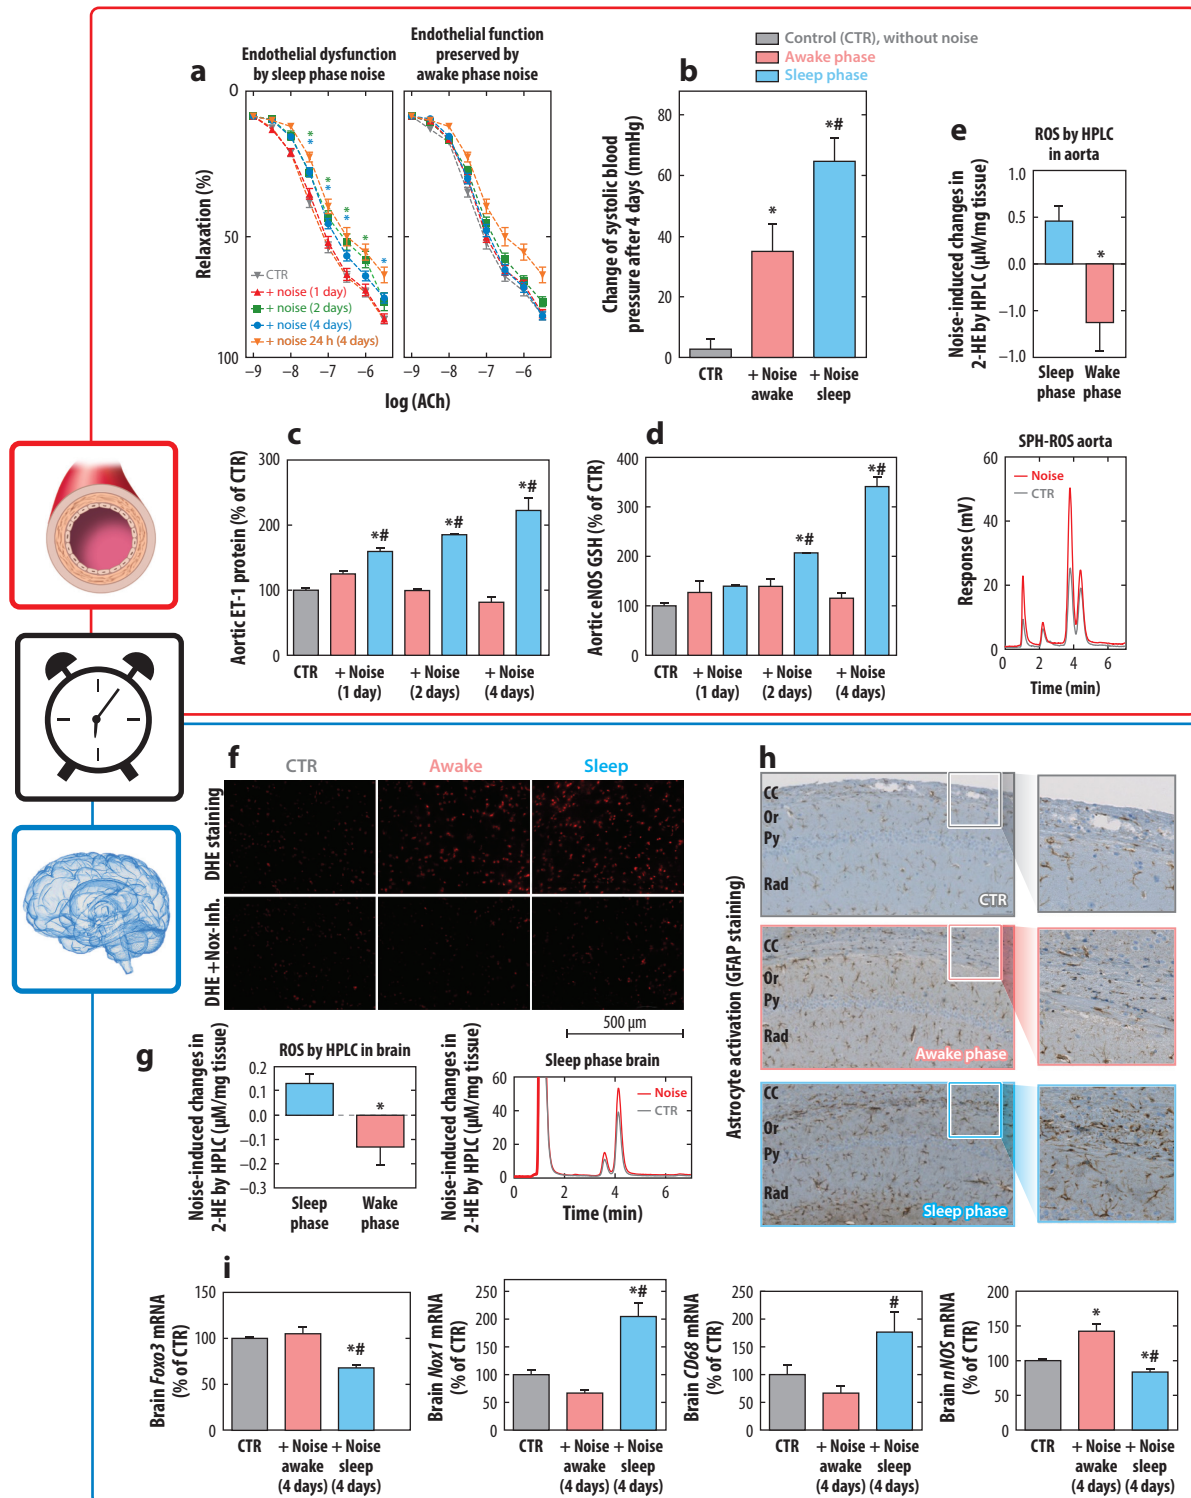 Control (CTR), without noise
Awake phase
Sleep phase
a
Endothelial dysfunction
by sleep phase noise
Endothelial function
preserved by
awake phase noise
Relaxation (%)
0
50
100
CTR
+ noise (1 day)
+ noise (2 days)
+ noise (4 days)
+ noise 24 h (4 days)
* * * * * * * *
−9 −8 −7 −6
−9 −8 −7 −6
log (ACh)
b
Change of systolic blood
pressure after 4 days (mmHg)
80
60
40
20
0
*
*#
CTR
+ Noise
awake
+ Noise
sleep
e
ROS by HPLC
in aorta
Noise-induced changes in
2-HE by HPLC (µM/mg tissue)
1.0
0.5
0.0
−1.0
−1.0
*
Sleep
phase
Wake
phase
c
Aortic ET-1 protein (% of CTR)
300
200
100
0
*#
*#
*#
CTR
+ Noise
(1 day)
+ Noise
(2 days)
+ Noise
(4 days)
d
Aortic eNOS GSH (% of CTR)
400
300
200
100
0
*#
*#
CTR
+ Noise
(1 day)
+ Noise
(2 days)
+ Noise
(4 days)
SPH-ROS aorta
Response (mV)
60
40
20
0
Noise
CTR
0 2 4 6
Time (min)
f
CTR
Awake
Sleep
DHE staining
DHE +Nox-Inh.
500 µm
g
ROS by HPLC in brain
Noise-induced changes in
2-HE by HPLC (µM/mg tissue)
0.2
0.1
0.0
−0.1
−0.2
−0.3
*
Sleep
phase
Wake
phase
Sleep phase brain
Noise-induced changes in
2-HE by HPLC (µM/mg tissue)
60
40
20
0
Noise
CTR
0 2 4 6
Time (min)
h
Astrocyte activation (GFAP staining)
CC
Or
Py
Rad
CTR
CC
Or
Py
Rad
Awake phase
CC
Or
Py
Rad
Sleep phase
i
Brain Foxo3 mRNA
(% of CTR)
150
100
50
0
*#
CTR
+ Noise
awake
(4 days)
+ Noise
sleep
(4 days)
Brain Nox1 mRNA
(% of CTR)
250
200
150
100
50
0
*#
CTR
+ Noise
awake
(4 days)
+ Noise
sleep
(4 days)
Brain CD68 mRNA
(% of CTR)
250
200
150
100
50
0
#
CTR
+ Noise
awake
(4 days)
+ Noise
sleep
(4 days)
Brain nNOS mRNA
(% of CTR)
200
150
100
50
0
*
*#
CTR
+ Noise
awake
(4 days)
+ Noise
sleep
(4 days)